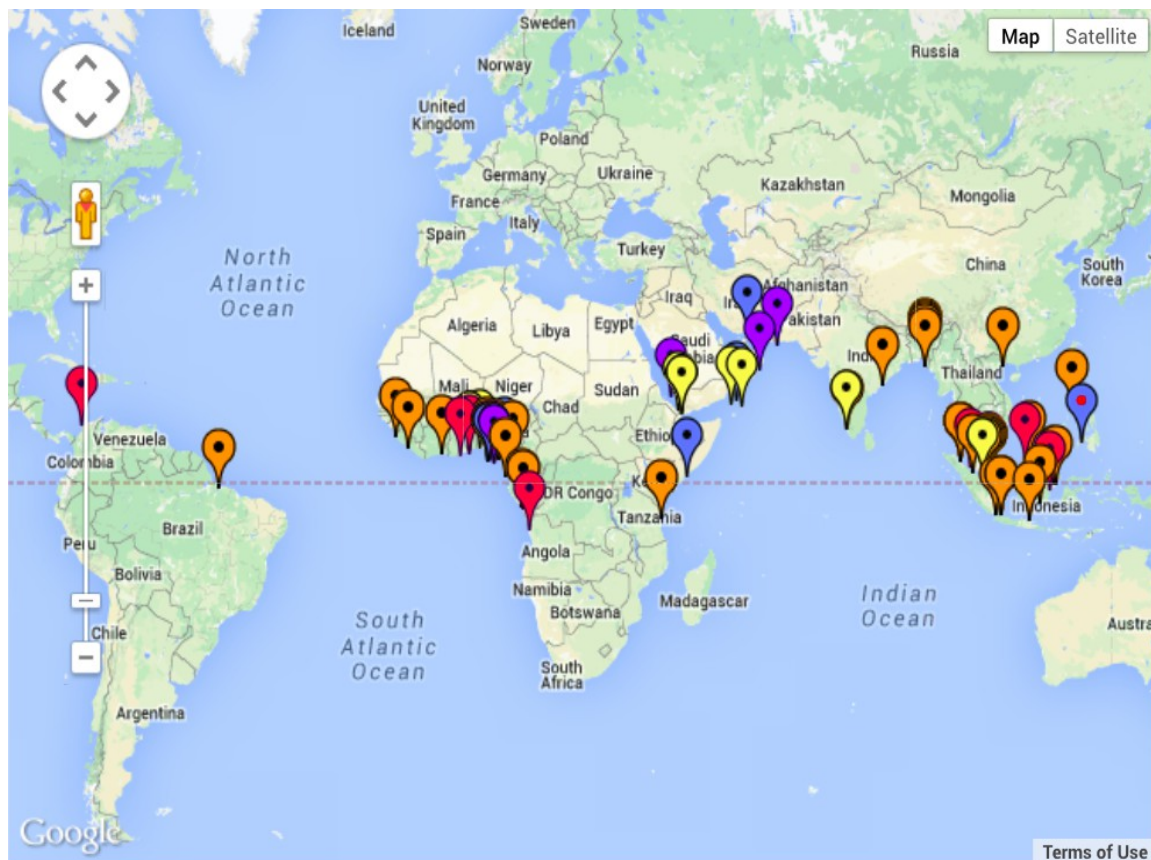 Iceland
Sweden
Norway
Russia
Map
Satellite
United
Kingdom
Poland
Germany
Ukraine
France
Kazakhstan
Mongolia
Italy
Spain
Turkey
North
Atlantic
Ocean
China
South
Korea
Iraq
Afghanistan
Algeria
Libya
Egypt
Pakistan
Saudi
Mali
Niger
Chad
Sudan
Thailand
Venezuela
Colombia
DR Congo
Tanzania
Indonesia
Brazil
Peru
Angola
Bolivia
Namibia
Botswana
Madagascar
Indian
Ocean
South
Atlantic
Ocean
Chile
Austra
South
Africa
Argentina
Google
Terms of Use